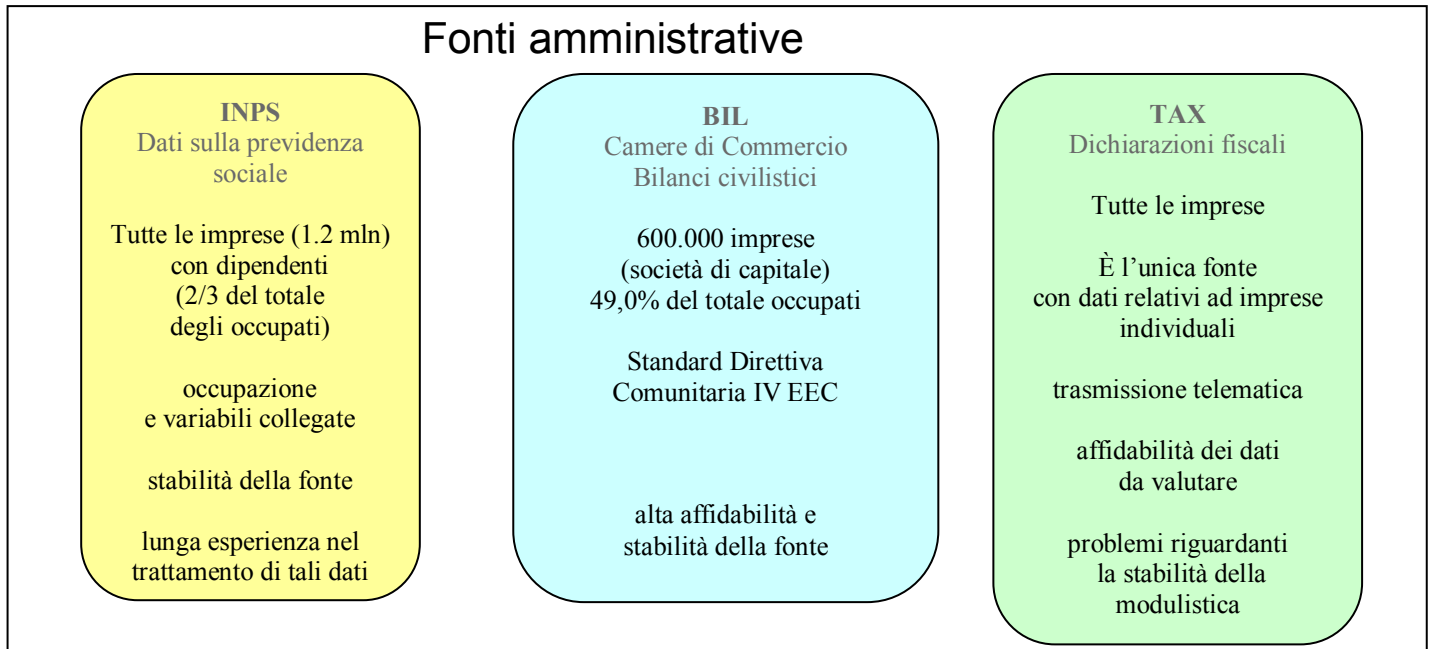 Fonti amministrative
INPS
Dati sulla previdenza
sociale
Tutte le imprese (1.2 mln)
con dipendenti
(2/3 del totale
degli occupati)
occupazione
e variabili collegate
stabilità della fonte
lunga esperienza nel
trattamento di tali dati
BIL
Camere di Commercio
Bilanci civilistici
600.000 imprese
(società di capitale)
49,0% del totale occupati
Standard Direttiva
Comunitaria IV EEC
alta affidabilità e
stabilità della fonte
TAX
Dichiarazioni fiscali
Tutte le imprese
È l’unica fonte
con dati relativi ad imprese
individuali
trasmissione telematica
affidabilità dei dati
da valutare
problemi riguardanti
la stabilità della
modulistica